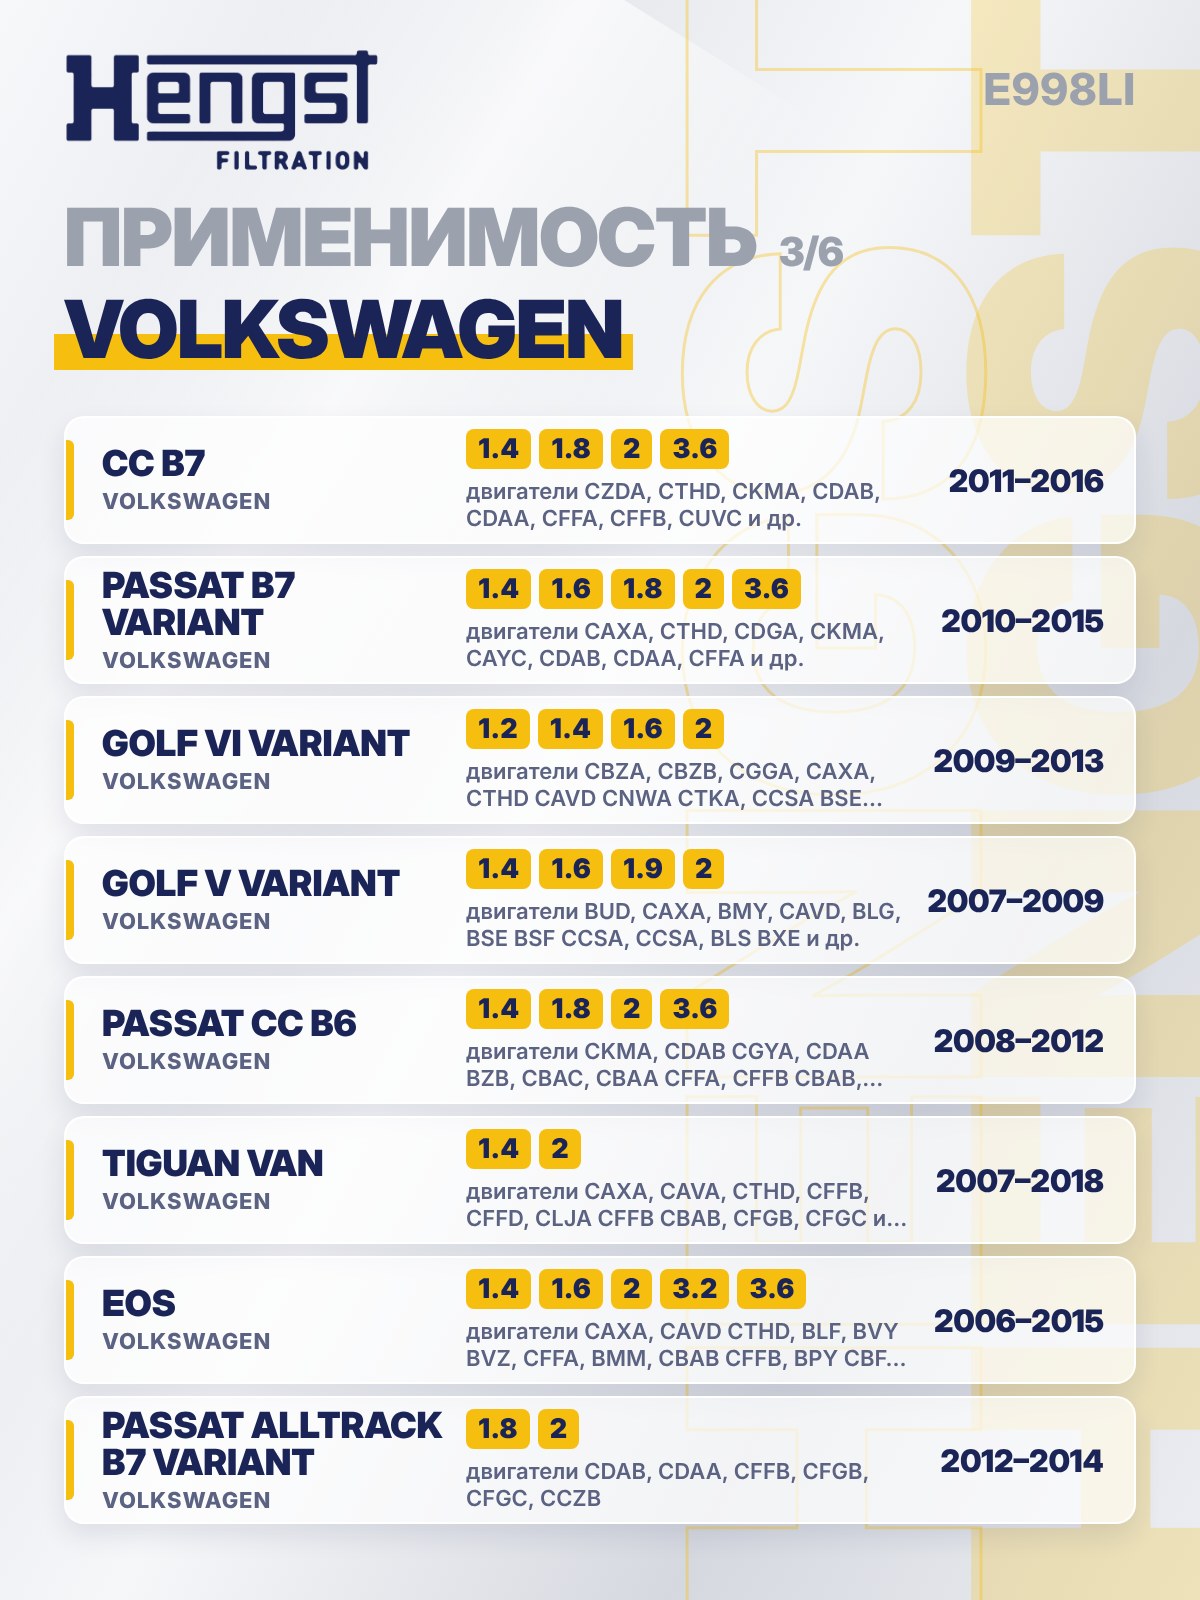 Hengst
FILTRATION
E998LI
ПРИМЕНИМОСТЬ 3/6
VOLKSWAGEN
CC B7
VOLKSWAGEN
1.4 1.8 2 3.6
двигатели CZDA, CTHD, CKMA, CDAB,
CDAA, CFFA, CFFB, CUVC и др.
2011–2016
PASSAT B7
VARIANT
VOLKSWAGEN
1.4 1.6 1.8 2 3.6
двигатели CAXA, CTHD, CDGA, CKMA,
CAYC, CDAB, CDAA, CFFA и др.
2010–2015
GOLF VI VARIANT
VOLKSWAGEN
1.2 1.4 1.6 2
двигатели CBZA, CBZB, CGGA, CAXA,
CTHD CAVD CNWA CTKA, CCSA BSE...
2009–2013
GOLF V VARIANT
VOLKSWAGEN
1.4 1.6 1.9 2
двигатели BUD, CAXA, BMY, CAVD, BLG,
BSE BSF CCSA, CCSA, BLS BXE и др.
2007–2009
PASSAT CC B6
VOLKSWAGEN
1.4 1.8 2 3.6
двигатели CKMA, CDAB CGYA, CDAA
BZB, CBAC, CBAA CFFA, CFFB CBAB,...
2008–2012
TIGUAN VAN
VOLKSWAGEN
1.4 2
двигатели CAXA, CAVA, CTHD, CFFB,
CFFD, CLJA CFFB CBAB, CFGB, CFGC и...
2007–2018
EOS
VOLKSWAGEN
1.4 1.6 2 3.2 3.6
двигатели CAXA, CAVD CTHD, BLF, BVY
BVZ, CFFA, BMM, CBAB CFFB, BPY CBF...
2006–2015
PASSAT ALLTRACK
B7 VARIANT
VOLKSWAGEN
1.8 2
двигатели CDAB, CDAA, CFFB, CFGB,
CFGC, CCZB
2012–2014
HENGST
HENGST